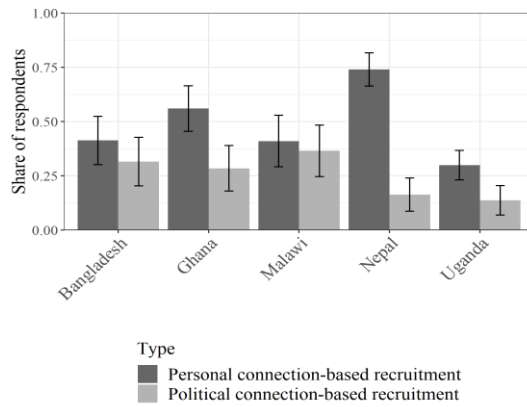 1.00
0.75
0.50
0.25
0.00
Share of respondents
Bangladesh
Ghana
Malawi
Nepal
Uganda
Type
Personal connection-based recruitment
Political connection-based recruitment